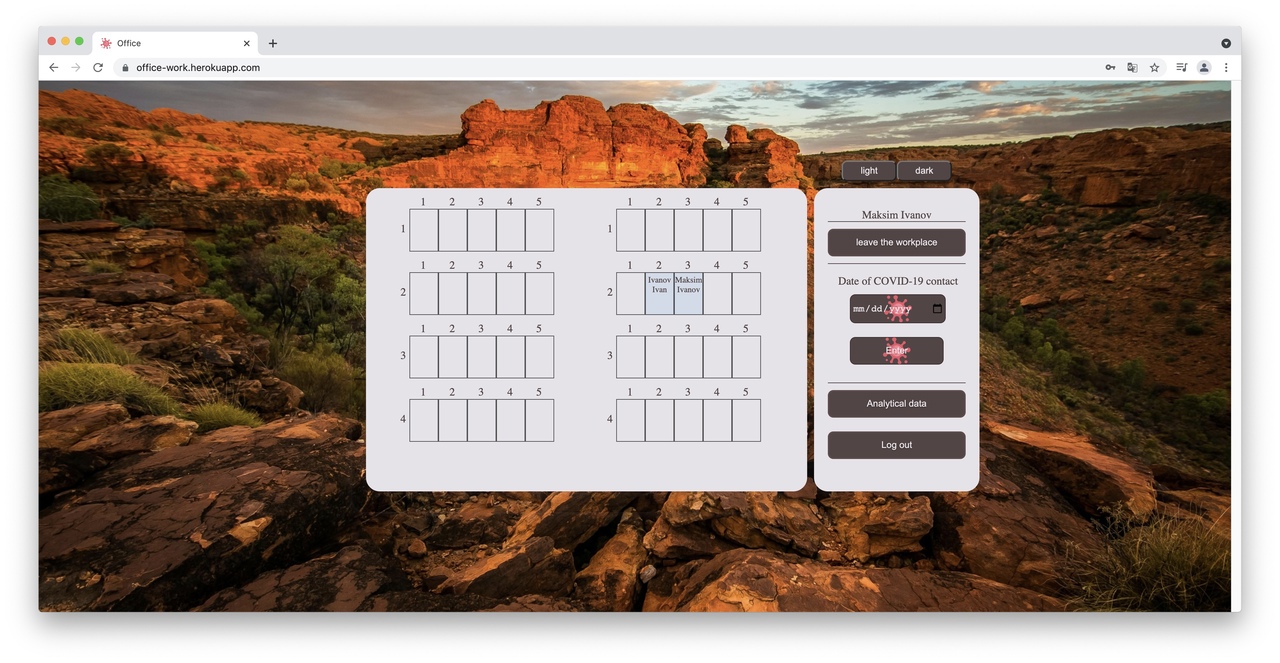 Office
office-work.herokuapp.com
light dark
1 2 3 4 5 1 2 3 4 5
1 1
1 2 3 4 5 1 2 3 4 5
2 2
Ivanov Maksim
Ivan Ivanov
1 2 3 4 5 1 2 3 4 5
3 3
1 2 3 4 5 1 2 3 4 5
4 4
Maksim Ivanov
leave the workplace
Date of COVID-19 contact
mm/dd/yyyy
Enter
Analytical data
Log out